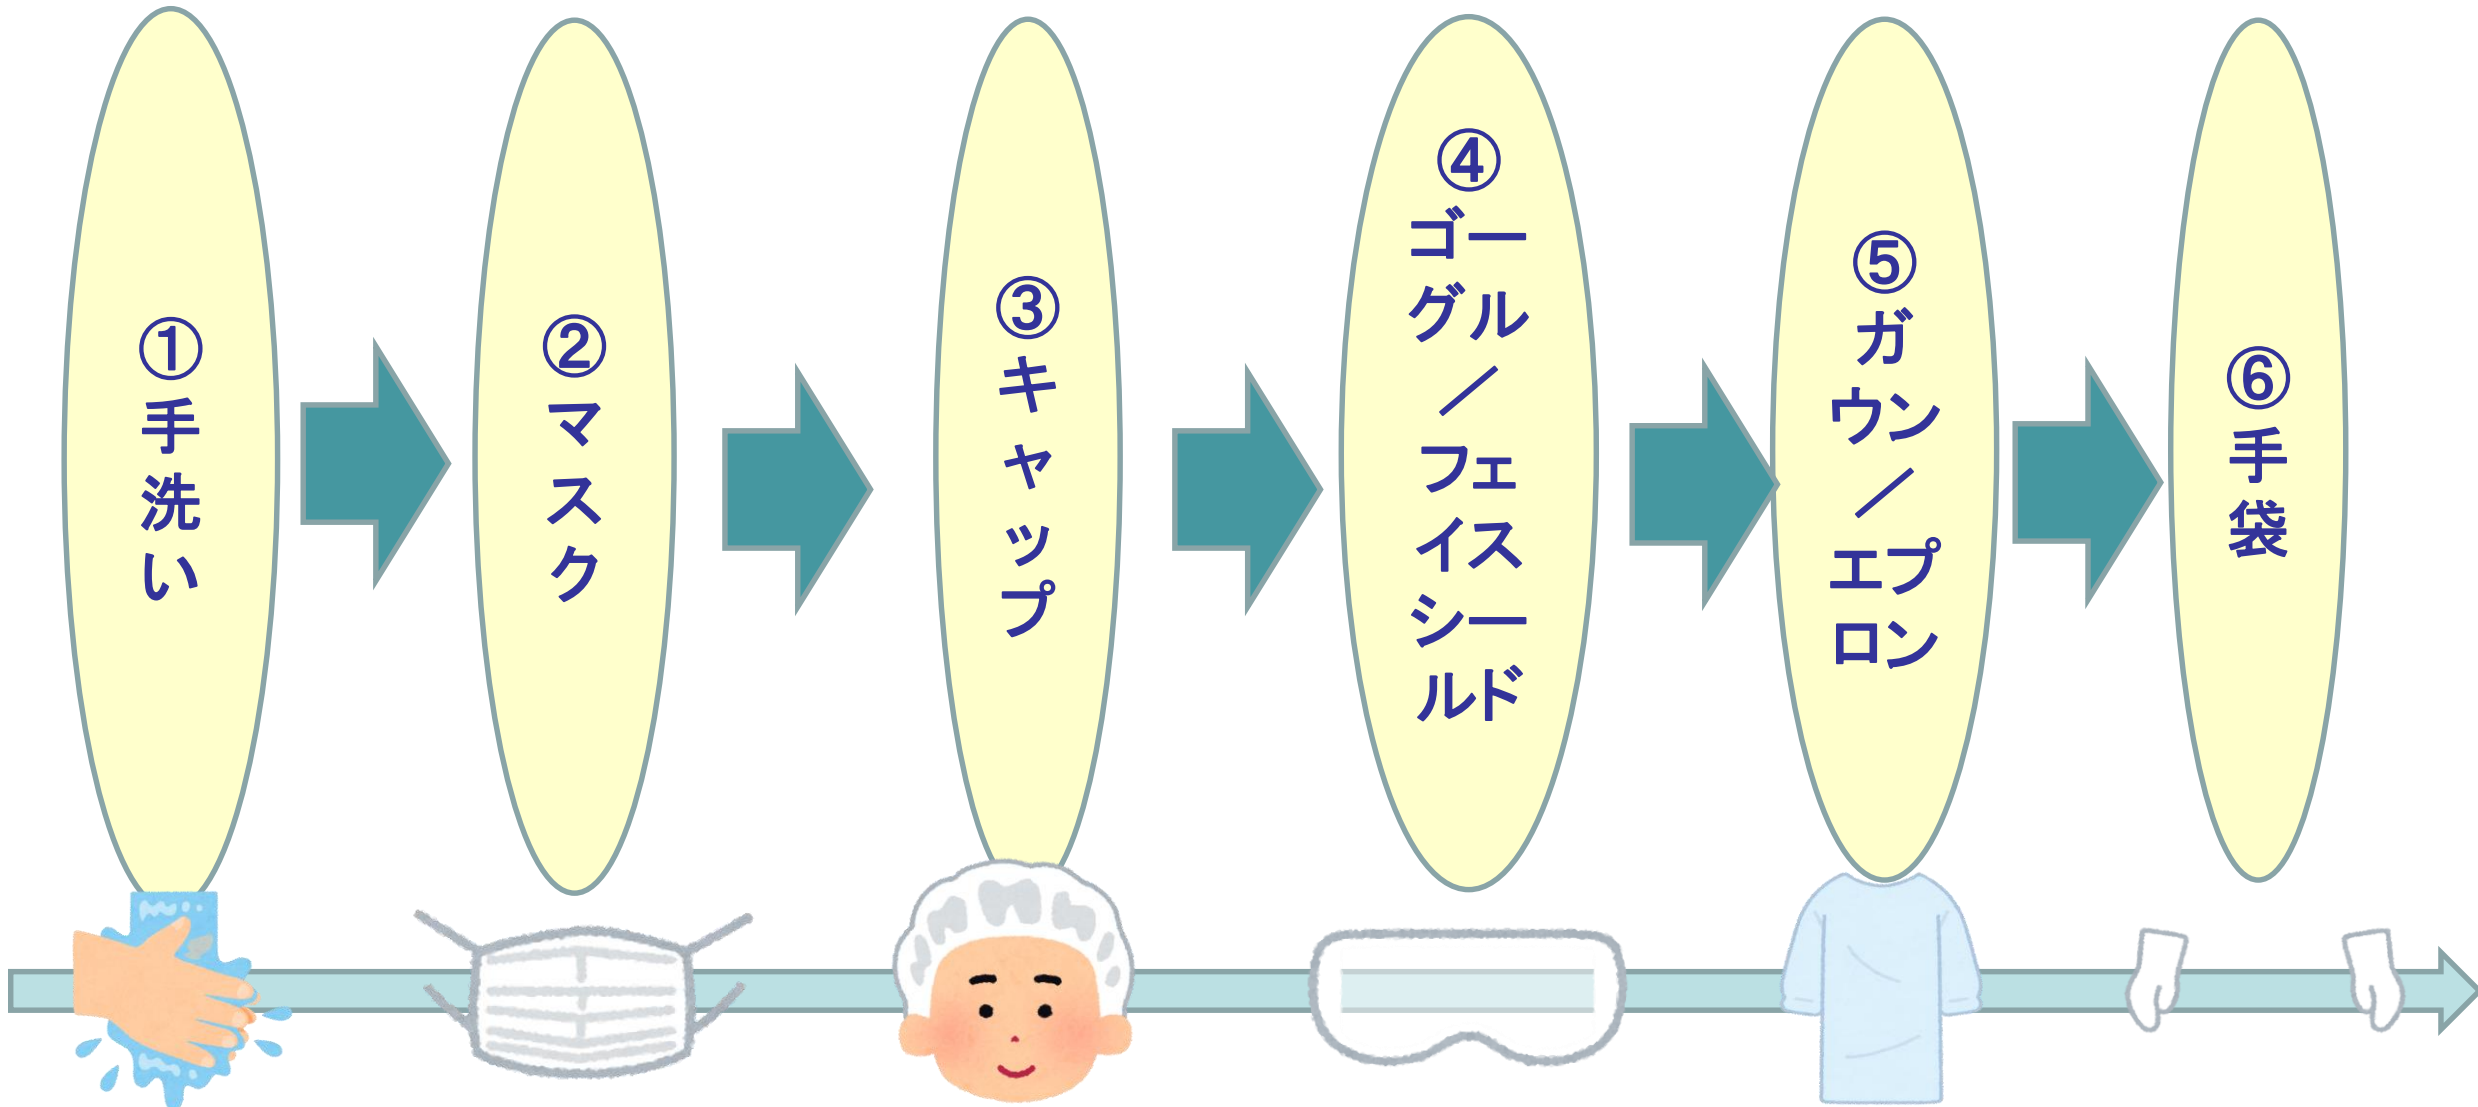 ①手洗い
②マスク
③キャップ
④ゴーグル／フェイスシールド
⑤ガウン／エプロン
⑥手袋